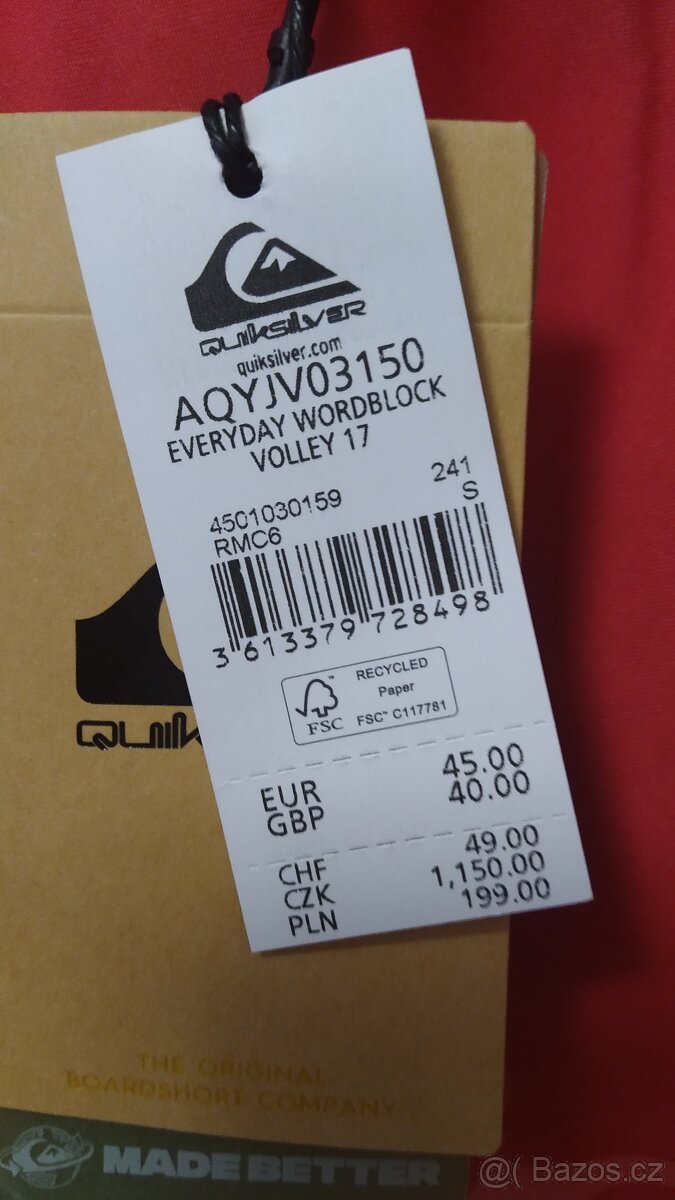 QUIKSILVER
quiksilver.com
AQYJV03150
EVERYDAY WORDBLOCK
VOLLEY 17
4501030159 241
RMC6 S
3 613379 728498
FSC™
RECYCLED
Paper
FSC™ C117781
EUR 45.00
GBP 40.00
CHF 49.00
CZK 1,150.00
PLN 199.00
THE ORIGINAL
BOARDSHORT COMPANY
MADE BETTER
@( Bazos.cz